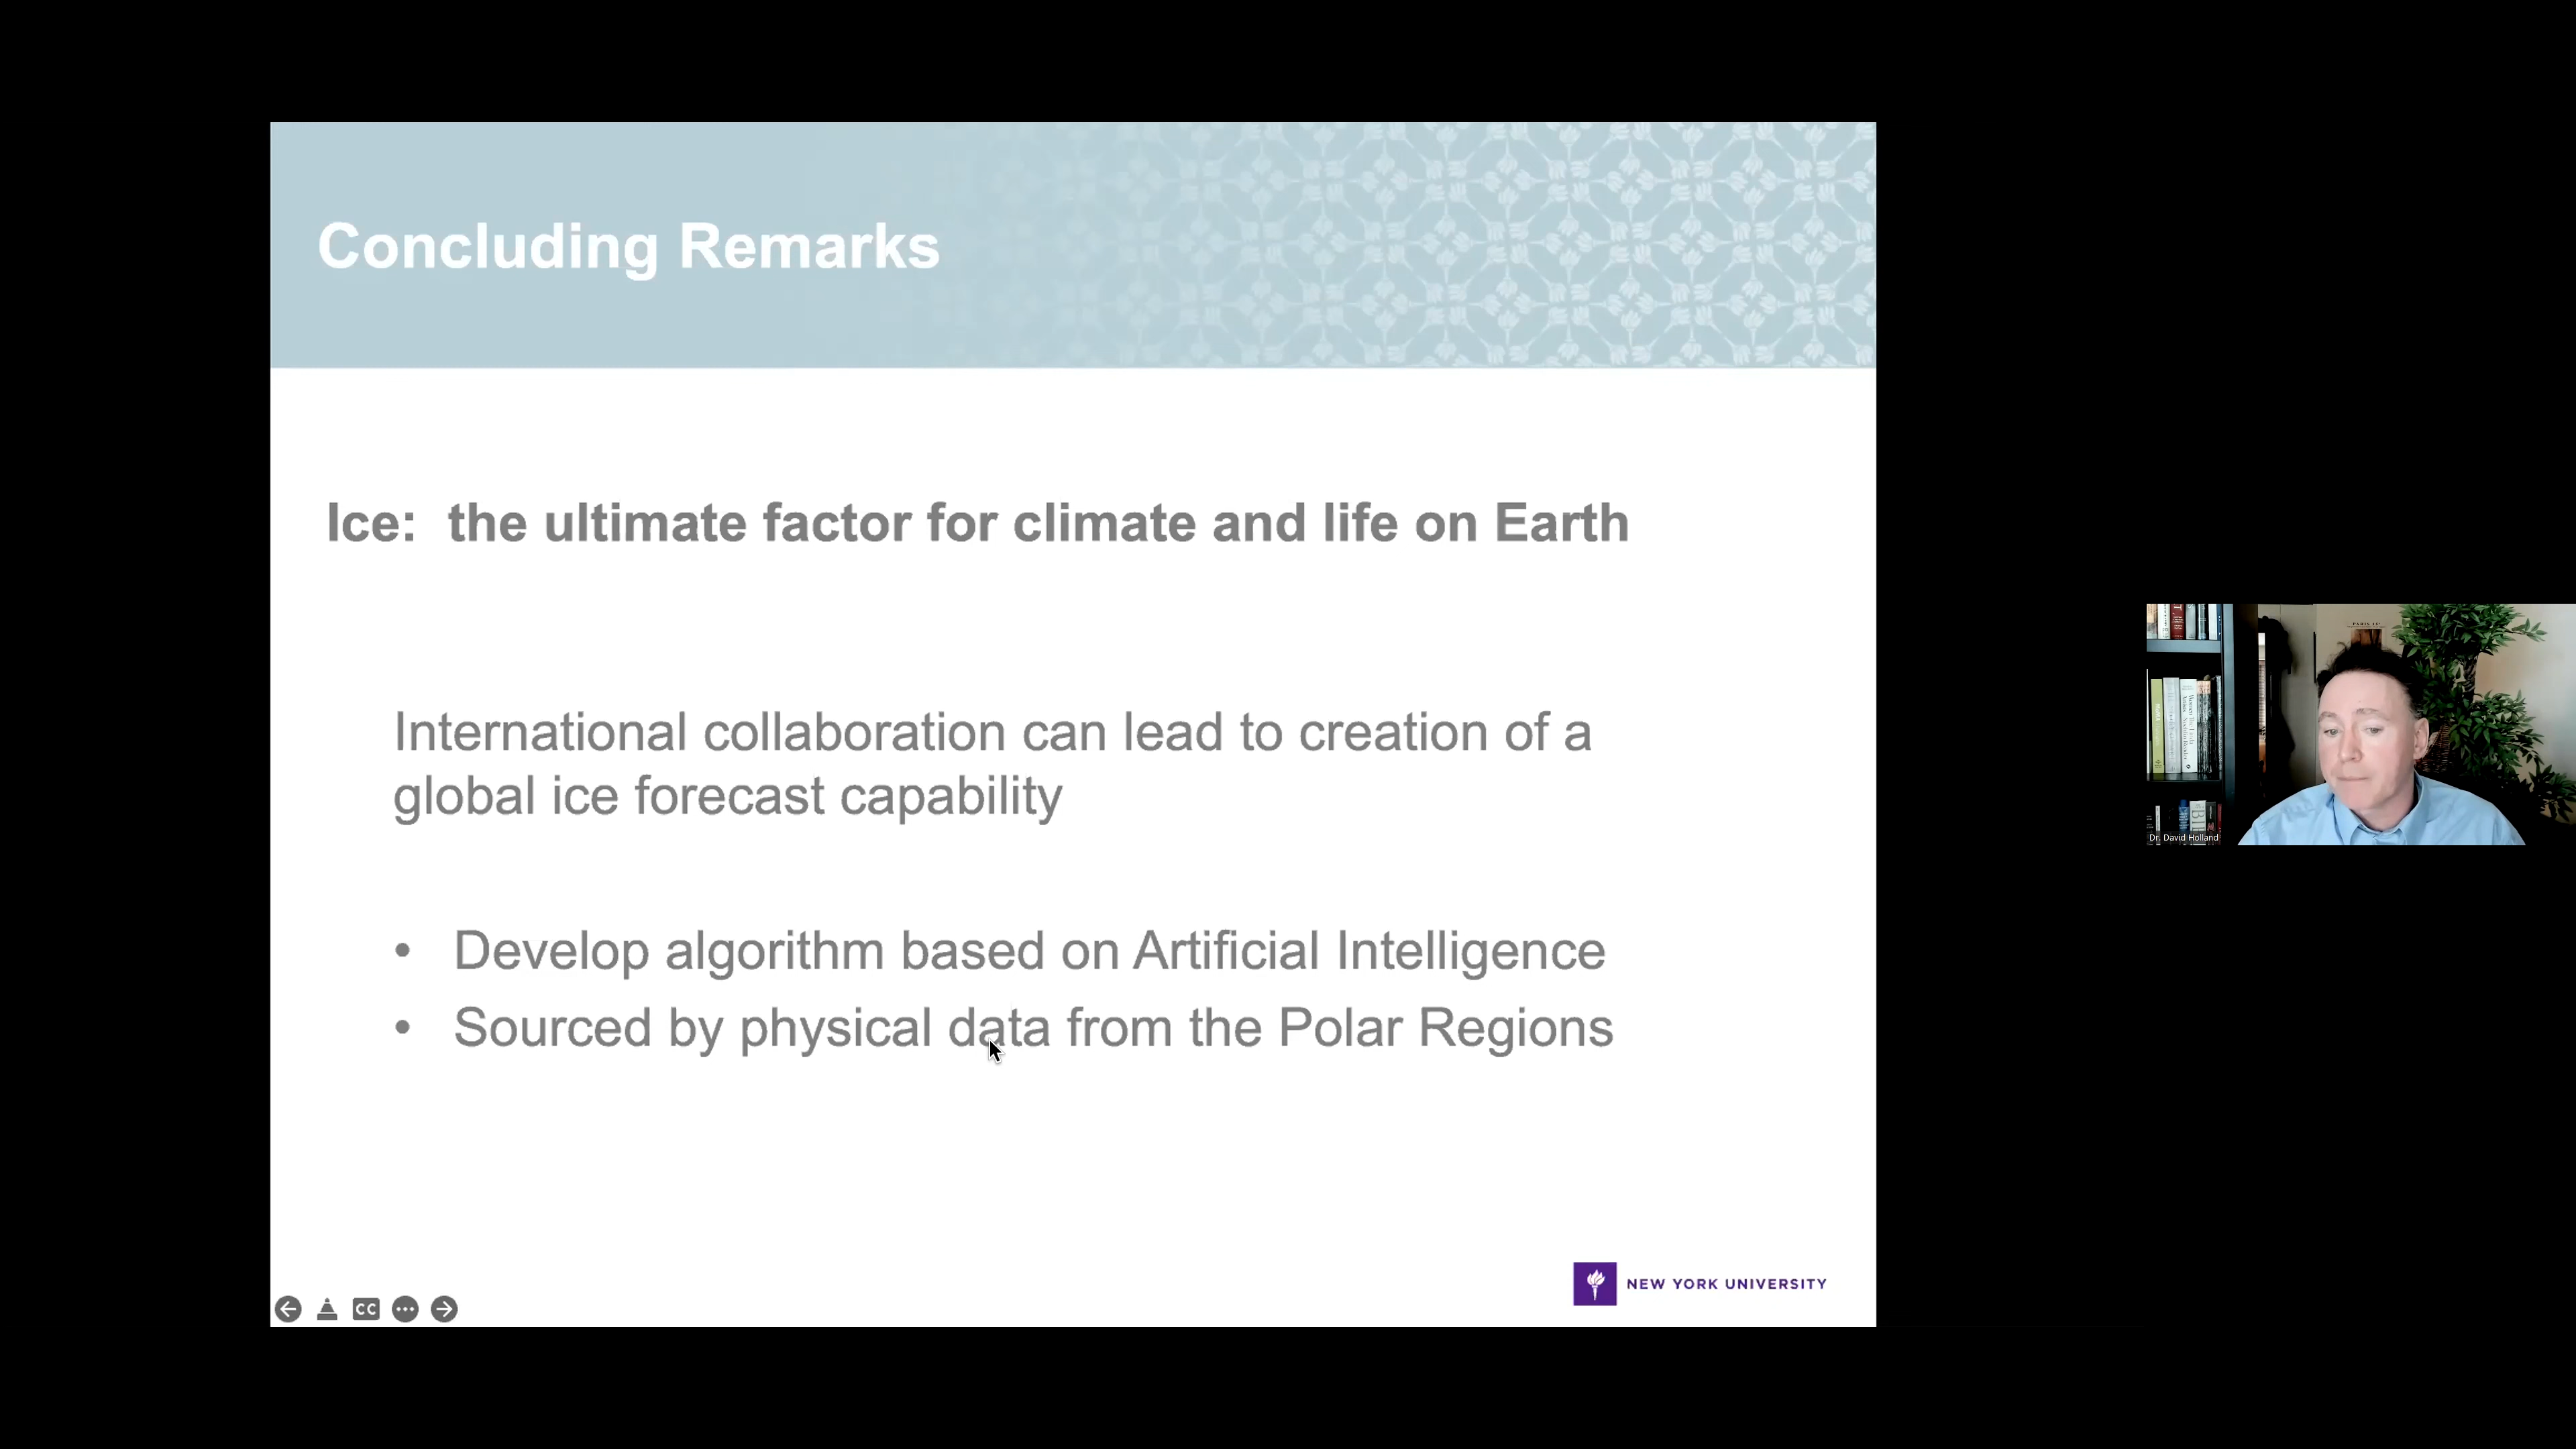 Concluding Remarks
Ice: the ultimate factor for climate and life on Earth
International collaboration can lead to creation of a
global ice forecast capability
• Develop algorithm based on Artificial Intelligence
• Sourced by physical data from the Polar Regions
NEW YORK UNIVERSITY
CC
PARIS
Dr. David Holland